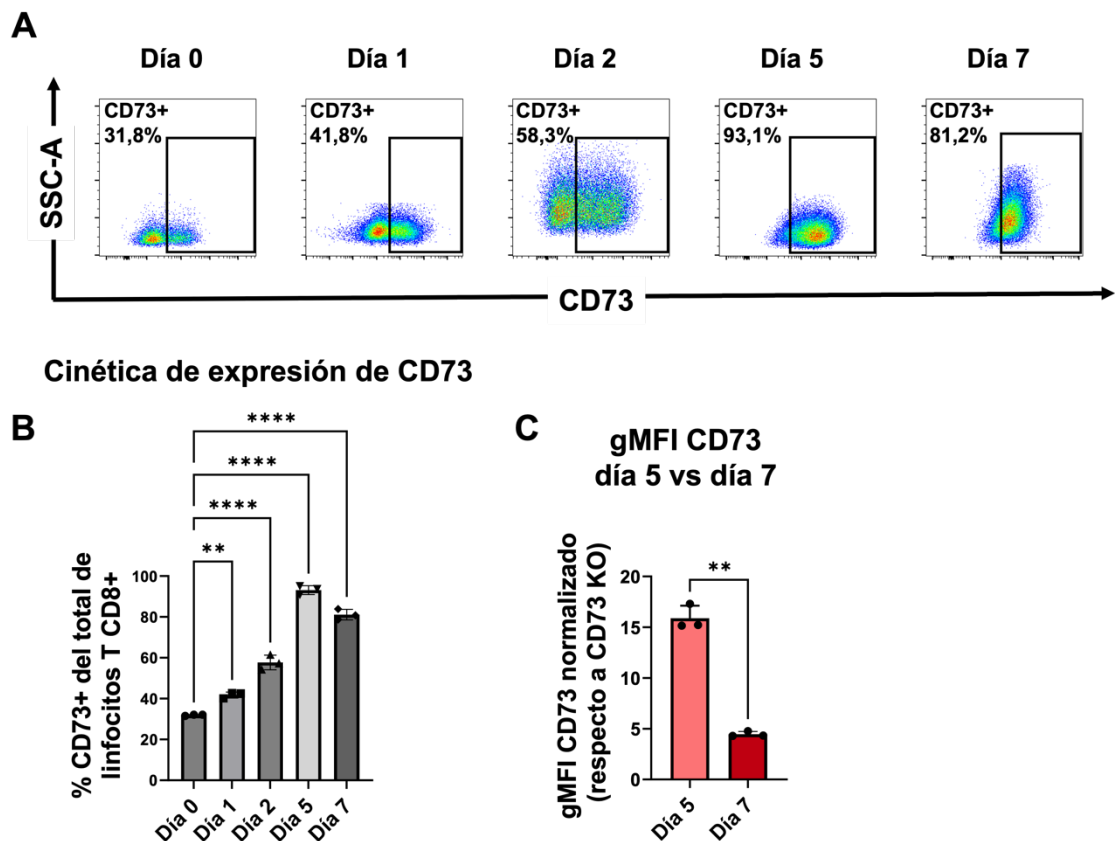 A
Día 0
Día 1
Día 2
Día 5
Día 7
CD73+
31,8%
CD73+
41,8%
CD73+
58,3%
CD73+
93,1%
CD73+
81,2%
SSC-A
CD73
Cinética de expresión de CD73
B
****
****
****
**
% CD73+ del total de
linfocitos T CD8+
100
80
60
40
20
0
Día 0
Día 1
Día 2
Día 5
Día 7
C
gMFI CD73
día 5 vs día 7
**
gMFI CD73 normalizado
(respecto a CD73 KO)
20
15
10
5
0
Día 5
Día 7